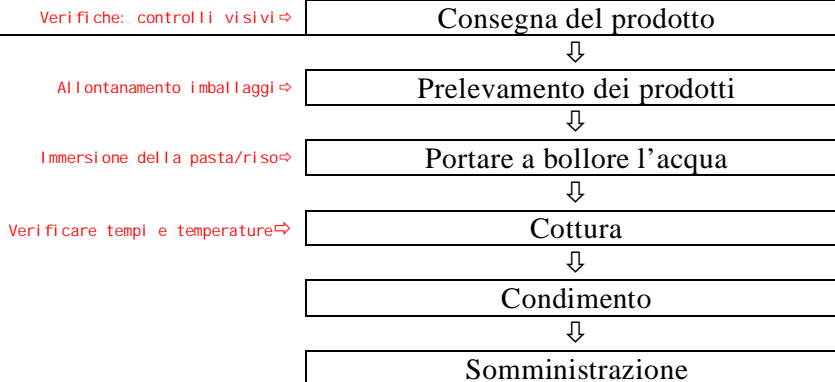 Verifiche: controlli visivi⇨ Consegna del prodotto
⇩
Allontanamento imballaggi⇨ Prelevamento dei prodotti
⇩
Immersione della pasta/riso⇨ Portare a bollore l’acqua
⇩
Verificare tempi e temperature⇨ Cottura
⇩
Condimento
⇩
Somministrazione